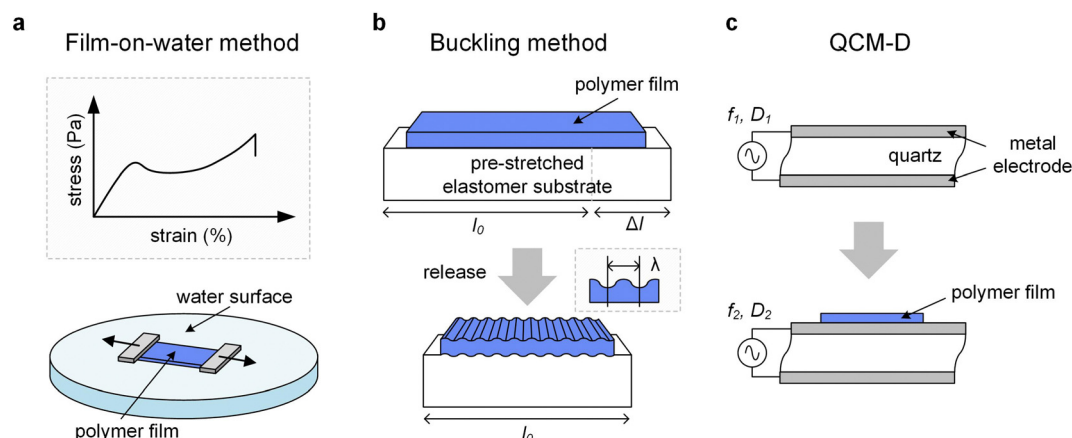 a
Film-on-water method
stress (Pa)
strain (%)
water surface
polymer film
b
Buckling method
polymer film
pre-stretched
elastomer substrate
l₀
Δl
release
λ
l₀
c
QCM-D
f₁, D₁
quartz
metal
electrode
polymer film
f₂, D₂